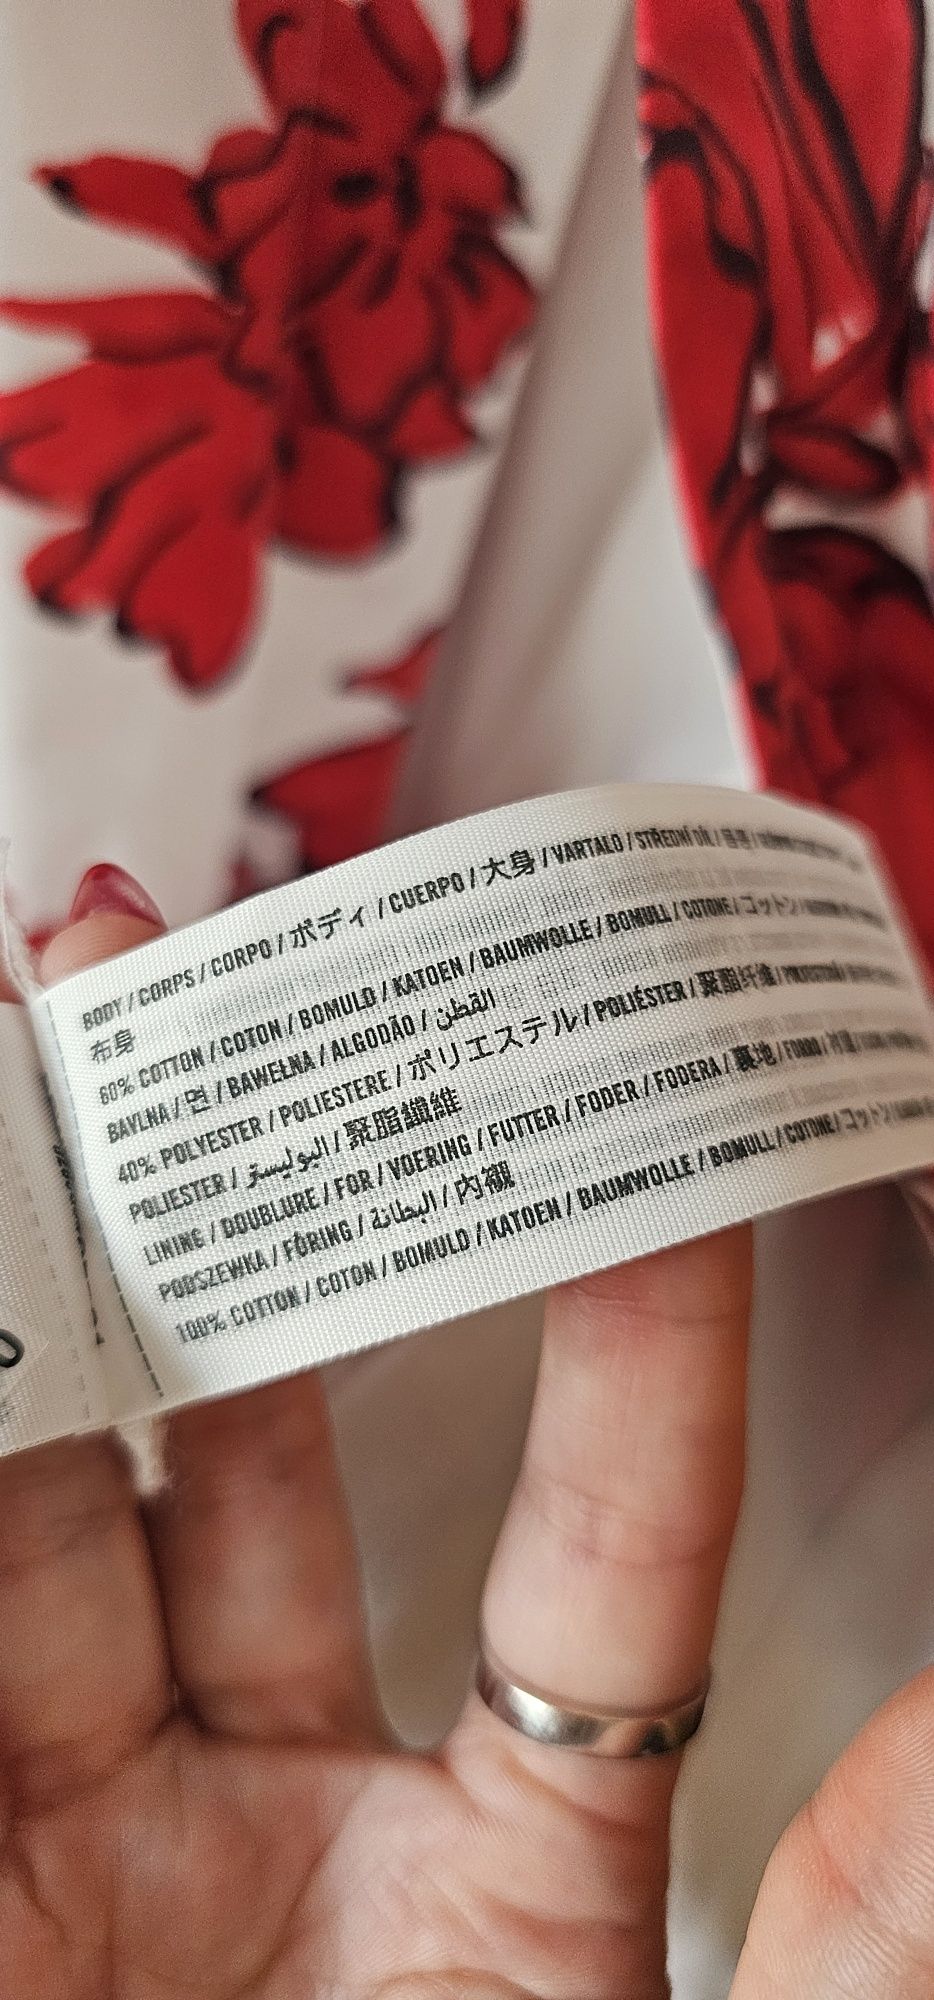 BODY / CORPS / CORPO / ボディ / CUERPO / 大身 / VARTALO / STŘEDNÍ DÍL /
布身
60% COTTON / COTON / BOMULD / KATOEN / BAUMWOLLE / BOMULL / COTONE / コットン /
BAVLNA / 면 / BAWEŁNA / ALGODÃO / القطن
40% POLYESTER / POLIESTERE / ポリエステル / POLIÉSTER / 聚酯纤维 /
POLIESTER / البوليستر / 聚脂纖維
LINING / DOUBLURE / FOR / VOERING / FUTTER / FODER / FODERA / 裏地 / FORRO /
PODSZEWKA / FÔRING / البطانة / 內襯
100% COTTON / COTON / BOMULD / KATOEN / BAUMWOLLE / BOMULL / COTONE / コットン /